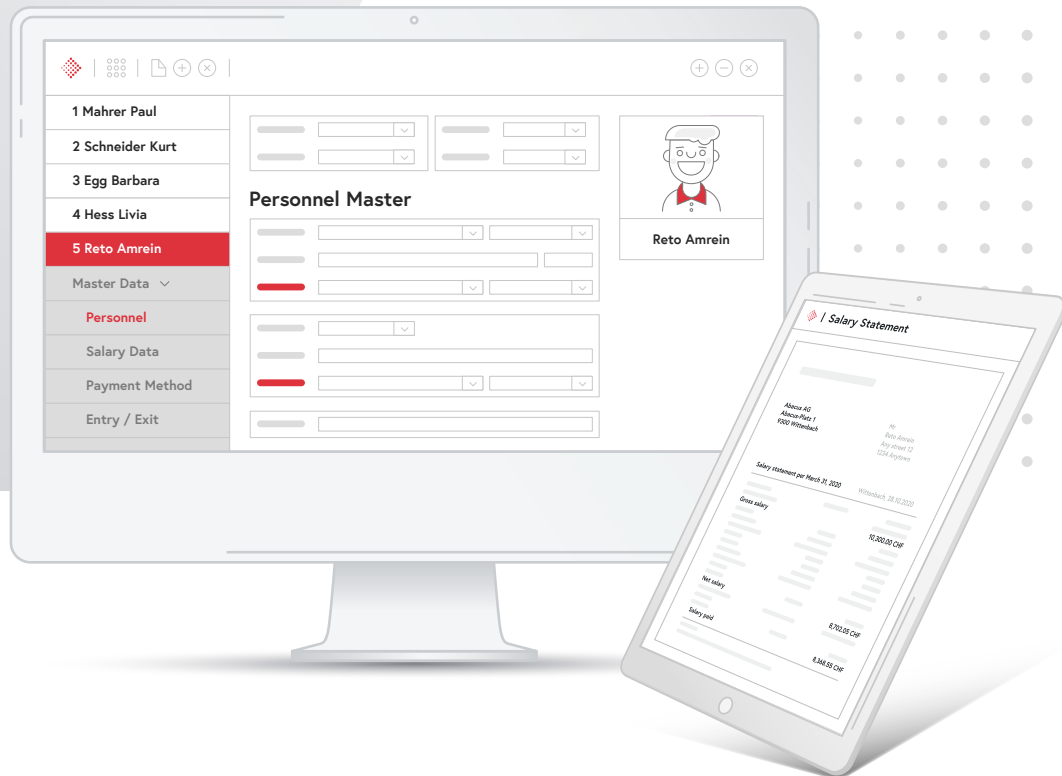 1 Mahrer Paul
2 Schneider Kurt
3 Egg Barbara
4 Hess Livia
5 Reto Amrein
Master Data
Personnel
Salary Data
Payment Method
Entry / Exit
Personnel Master
Reto Amrein
| Salary Statement
Abacus AG
Abacus-Platz 1
9300 Wittenbach
Mr
Reto Amrein
Any street 12
1234 Anytown
Salary statement per March 31, 2020
Wittenbach, 28.10.2020
Gross salary
10,300.00 CHF
Net salary
8,702.05 CHF
Salary paid
8,368.55 CHF